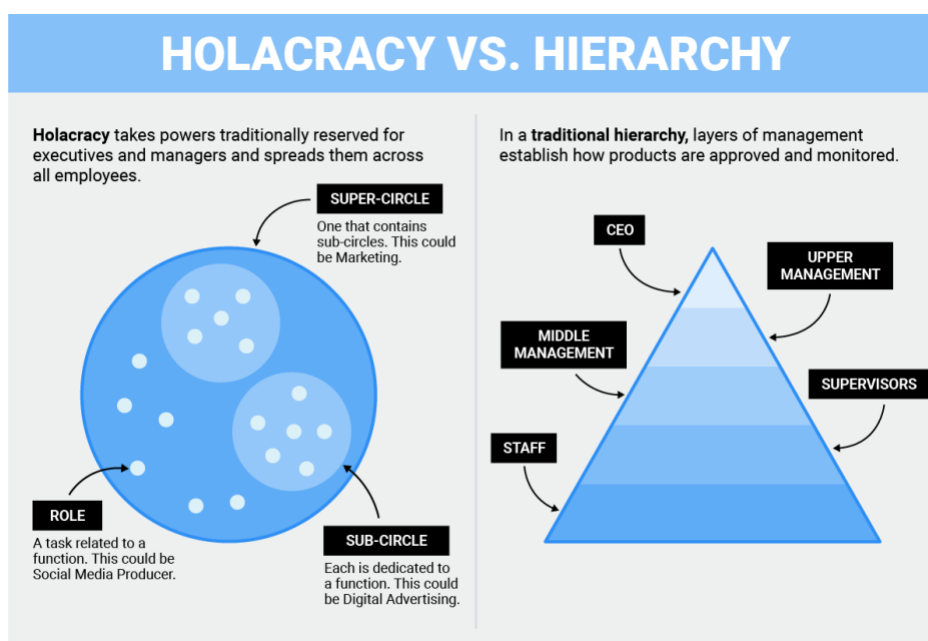 HOLACRACY VS. HIERARCHY
Holacracy takes powers traditionally reserved for
executives and managers and spreads them across
all employees.
SUPER-CIRCLE
One that contains
sub-circles. This could
be Marketing.
ROLE
A task related to a
function. This could be
Social Media Producer.
SUB-CIRCLE
Each is dedicated to
a function. This could
be Digital Advertising.
In a traditional hierarchy, layers of management
establish how products are approved and monitored.
CEO
UPPER
MANAGEMENT
MIDDLE
MANAGEMENT
SUPERVISORS
STAFF